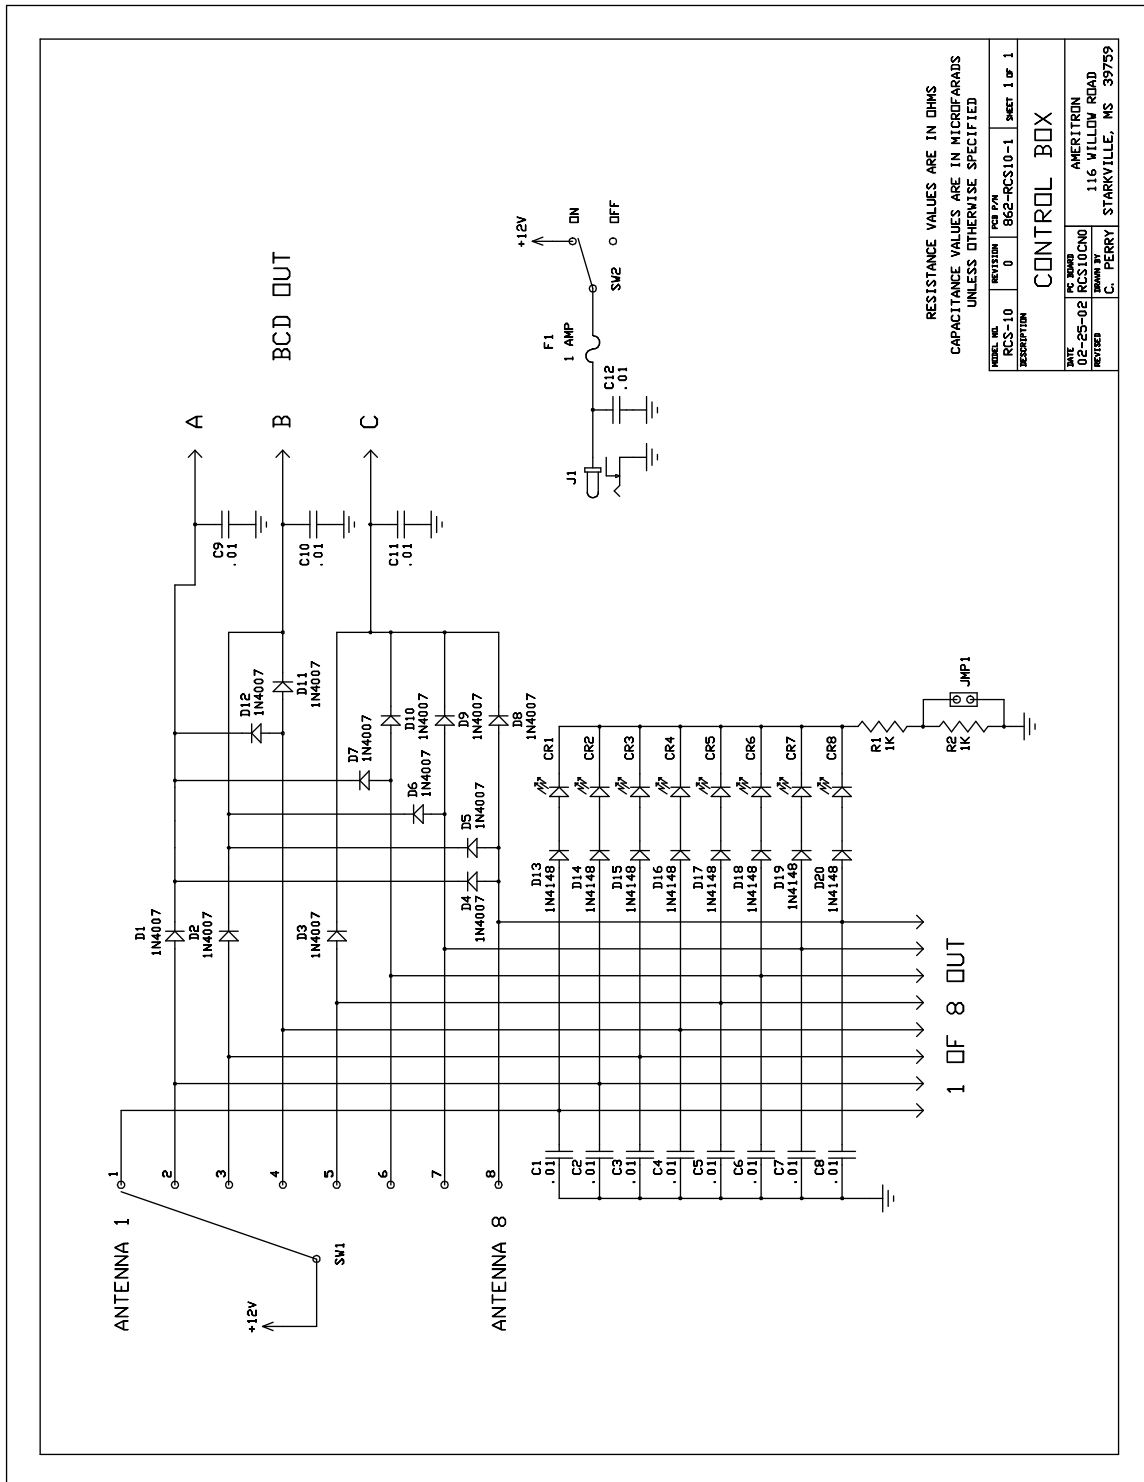 ANTENNA 1
+12V
SW1
ANTENNA 8
1
2
3
4
5
6
7
8
D1
1N4007
D2
1N4007
D3
1N4007
D4
1N4007
D5
1N4007
D6
1N4007
D7
1N4007
D12
1N4007
D11
1N4007
D10
1N4007
D9
1N4007
D8
1N4007
C9
.01
C10
.01
C11
.01
A
B
C
BCD OUT
C1
.01
C2
.01
C3
.01
C4
.01
C5
.01
C6
.01
C7
.01
C8
.01
D13
1N4148
D14
1N4148
D15
1N4148
D16
1N4148
D17
1N4148
D18
1N4148
D19
1N4148
D20
1N4148
CR1
CR2
CR3
CR4
CR5
CR6
CR7
CR8
R1
1K
R2
1K
JMP1
1 OF 8 OUT
J1
C12
.01
F1
1 AMP
SW2
+12V
ON
OFF
RESISTANCE VALUES ARE IN OHMS
CAPACITANCE VALUES ARE IN MICROFARADS
UNLESS OTHERWISE SPECIFIED
MODEL NO.
RCS-10
REVISION
0
PCB P/N
862-RCS10-1
SHEET 1 OF 1
DESCRIPTION
CONTROL BOX
DATE
02-25-02
PC BOARD
RCS10CNO
REVISED
DRAWN BY
C. PERRY
AMERITRON
116 WILLOW ROAD
STARKVILLE, MS 39759